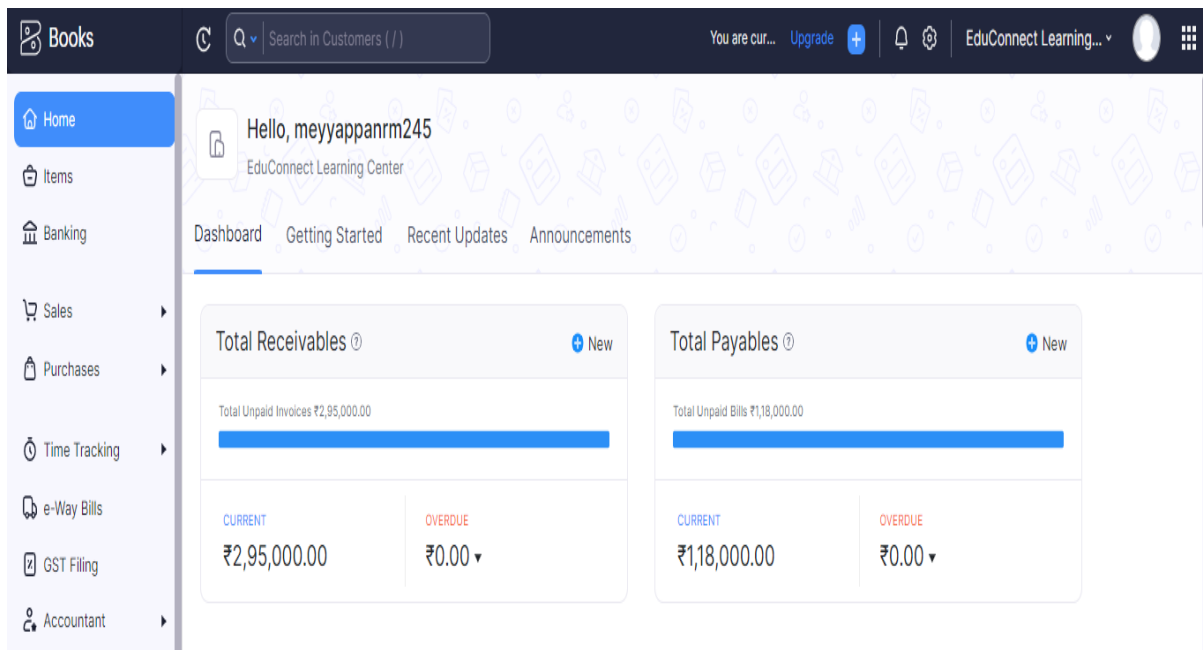 Books
Search in Customers ( / )
You are cur... Upgrade
EduConnect Learning...
Home
Items
Banking
Sales
Purchases
Time Tracking
e-Way Bills
GST Filing
Accountant
Hello, meyyappanrm245
EduConnect Learning Center
Dashboard Getting Started Recent Updates Announcements
Total Receivables
New
Total Unpaid Invoices ₹2,95,000.00
CURRENT
₹2,95,000.00
OVERDUE
₹0.00
Total Payables
New
Total Unpaid Bills ₹1,18,000.00
CURRENT
₹1,18,000.00
OVERDUE
₹0.00